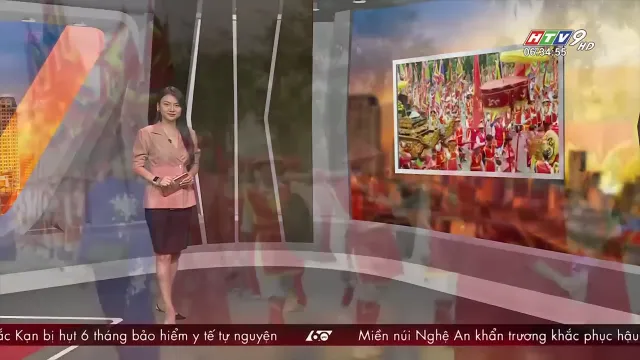 HTV9 HD
06:34:55
ắc Kạn bị hụt 6 tháng bảo hiểm y tế tự nguyện 60 Miền núi Nghệ An khẩn trương khắc phục hậu